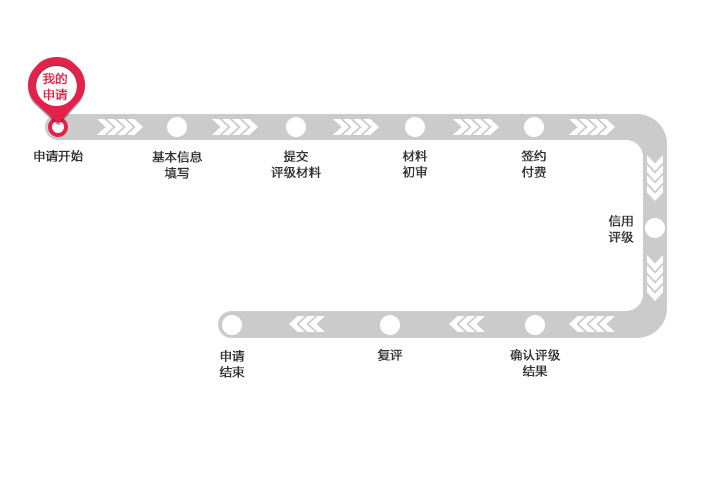 我的
申请
申请开始
基本信息
填写
提交
评级材料
材料
初审
签约
付费
信用
评级
确认评级
结果
复评
申请
结束